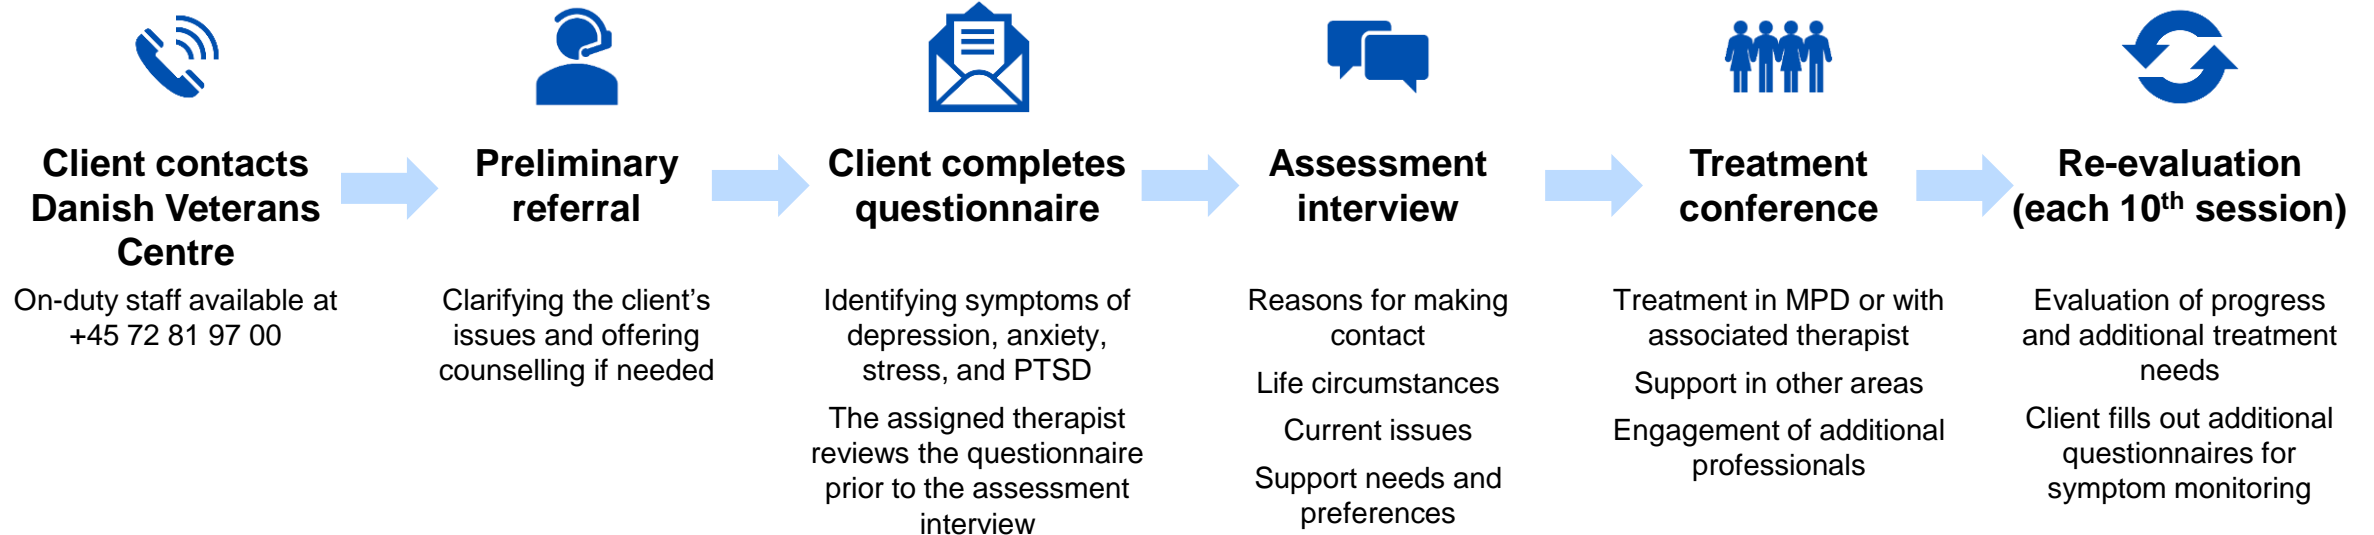 Client contacts
Danish Veterans
Centre
On-duty staff available at
+45 72 81 97 00
Preliminary
referral
Clarifying the client's
issues and offering
counselling if needed
Client completes
questionnaire
Identifying symptoms of
depression, anxiety,
stress, and PTSD
The assigned therapist
reviews the questionnaire
prior to the assessment
interview
Assessment
interview
Reasons for making
contact
Life circumstances
Current issues
Support needs and
preferences
Treatment
conference
Treatment in MPD or with
associated therapist
Support in other areas
Engagement of additional
professionals
Re-evaluation
(each 10th session)
Evaluation of progress
and additional treatment
needs
Client fills out additional
questionnaires for
symptom monitoring